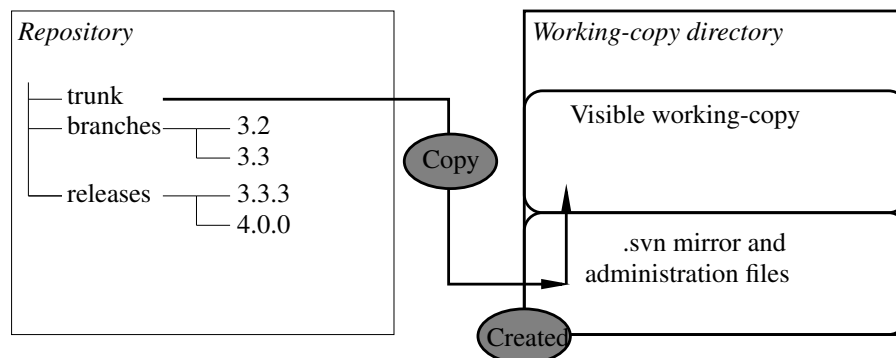 Repository
trunk
branches
3.2
3.3
releases
3.3.3
4.0.0
Copy
Working-copy directory
Visible working-copy
.svn mirror and
administration files
Created